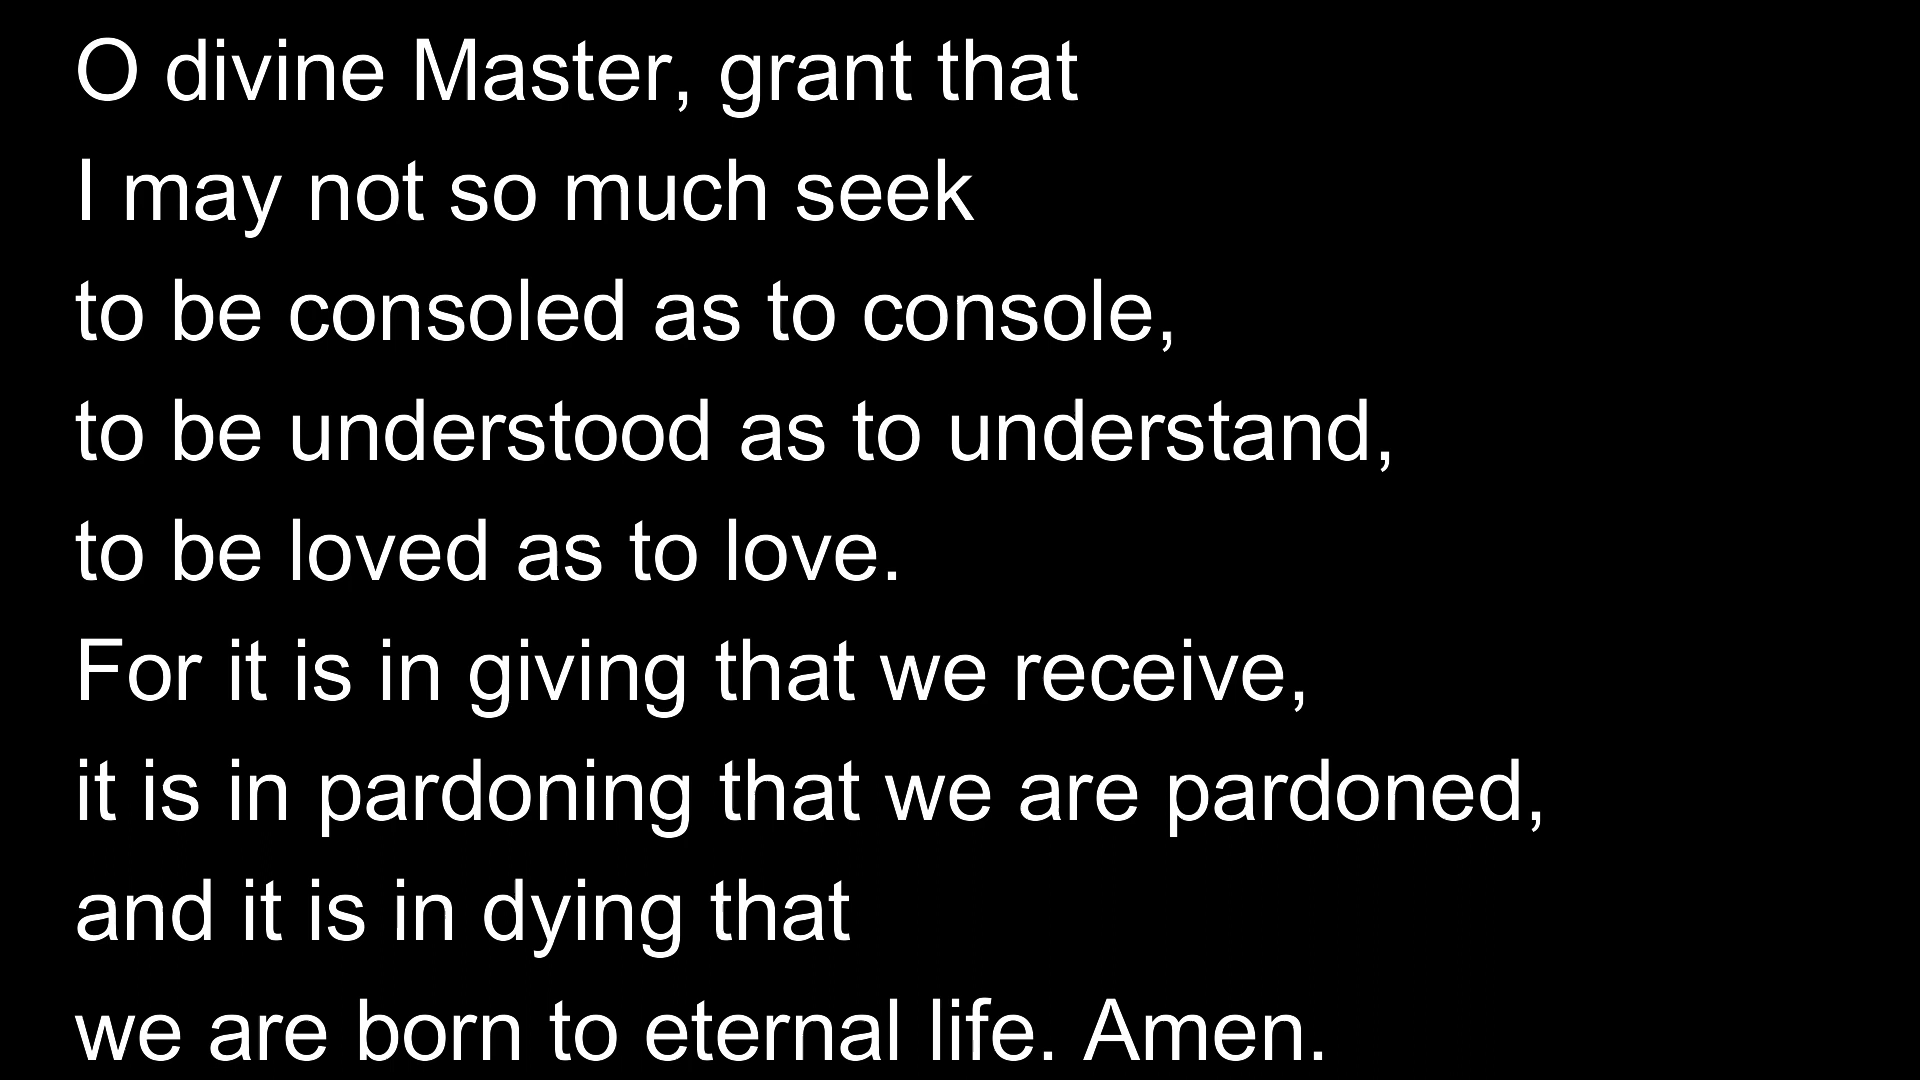 O divine Master, grant that
I may not so much seek
to be consoled as to console,
to be understood as to understand,
to be loved as to love.
For it is in giving that we receive,
it is in pardoning that we are pardoned,
and it is in dying that
we are born to eternal life. Amen.